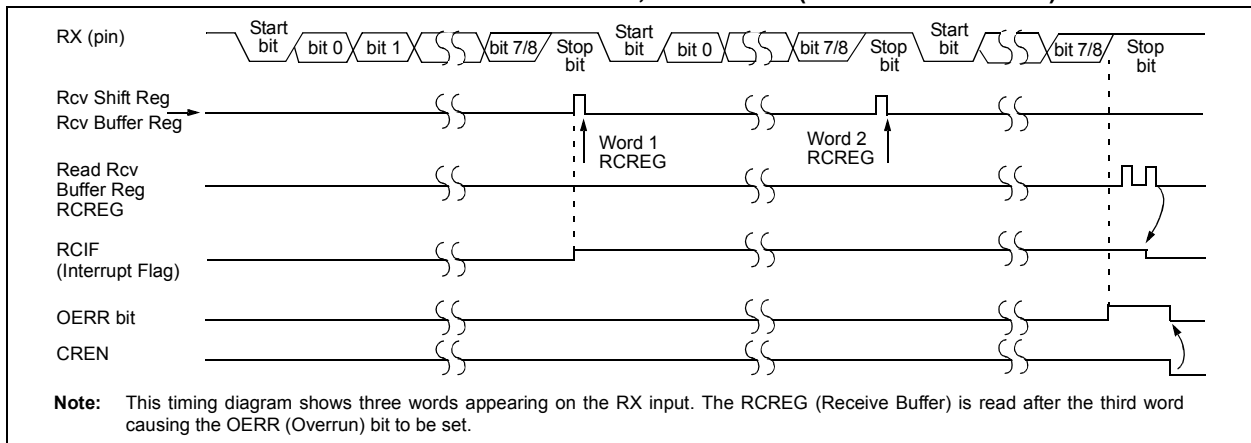 RX (pin)
Start bit
bit 0
bit 1
bit 7/8
Stop bit
Start bit
bit 0
bit 7/8
Stop bit
Start bit
bit 7/8
Stop bit
Rcv Shift Reg
Rcv Buffer Reg
Word 1
RCREG
Word 2
RCREG
Read Rcv
Buffer Reg
RCREG
RCIF
(Interrupt Flag)
OERR bit
CREN
Note: This timing diagram shows three words appearing on the RX input. The RCREG (Receive Buffer) is read after the third word
causing the OERR (Overrun) bit to be set.